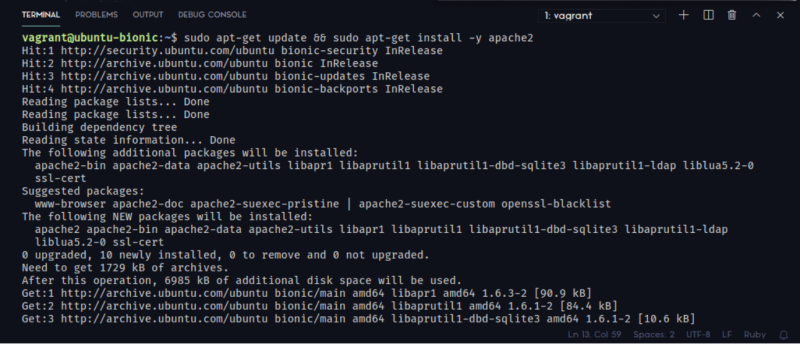 TERMINAL PROBLEMS OUTPUT DEBUG CONSOLE 1: vagrant
vagrant@ubuntu-bionic:~$ sudo apt-get update && sudo apt-get install -y apache2
Hit:1 http://security.ubuntu.com/ubuntu bionic-security InRelease
Hit:2 http://archive.ubuntu.com/ubuntu bionic InRelease
Hit:3 http://archive.ubuntu.com/ubuntu bionic-updates InRelease
Hit:4 http://archive.ubuntu.com/ubuntu bionic-backports InRelease
Reading package lists... Done
Reading package lists... Done
Building dependency tree
Reading state information... Done
The following additional packages will be installed:
apache2-bin apache2-data apache2-utils libapr1 libaprutil1 libaprutil1-dbd-sqlite3 libaprutil1-ldap liblua5.2-0
ssl-cert
Suggested packages:
www-browser apache2-doc apache2-suexec-pristine | apache2-suexec-custom openssl-blacklist
The following NEW packages will be installed:
apache2 apache2-bin apache2-data apache2-utils libapr1 libaprutil1 libaprutil1-dbd-sqlite3 libaprutil1-ldap
liblua5.2-0 ssl-cert
0 upgraded, 10 newly installed, 0 to remove and 0 not upgraded.
Need to get 1729 kB of archives.
After this operation, 6985 kB of additional disk space will be used.
Get:1 http://archive.ubuntu.com/ubuntu bionic/main amd64 libapr1 amd64 1.6.3-2 [90.9 kB]
Get:2 http://archive.ubuntu.com/ubuntu bionic/main amd64 libaprutil1 amd64 1.6.1-2 [84.4 kB]
Get:3 http://archive.ubuntu.com/ubuntu bionic/main amd64 libaprutil1-dbd-sqlite3 amd64 1.6.1-2 [10.6 kB]
Ln 13, Col 59 Spaces: 2 UTF-8 LF Ruby